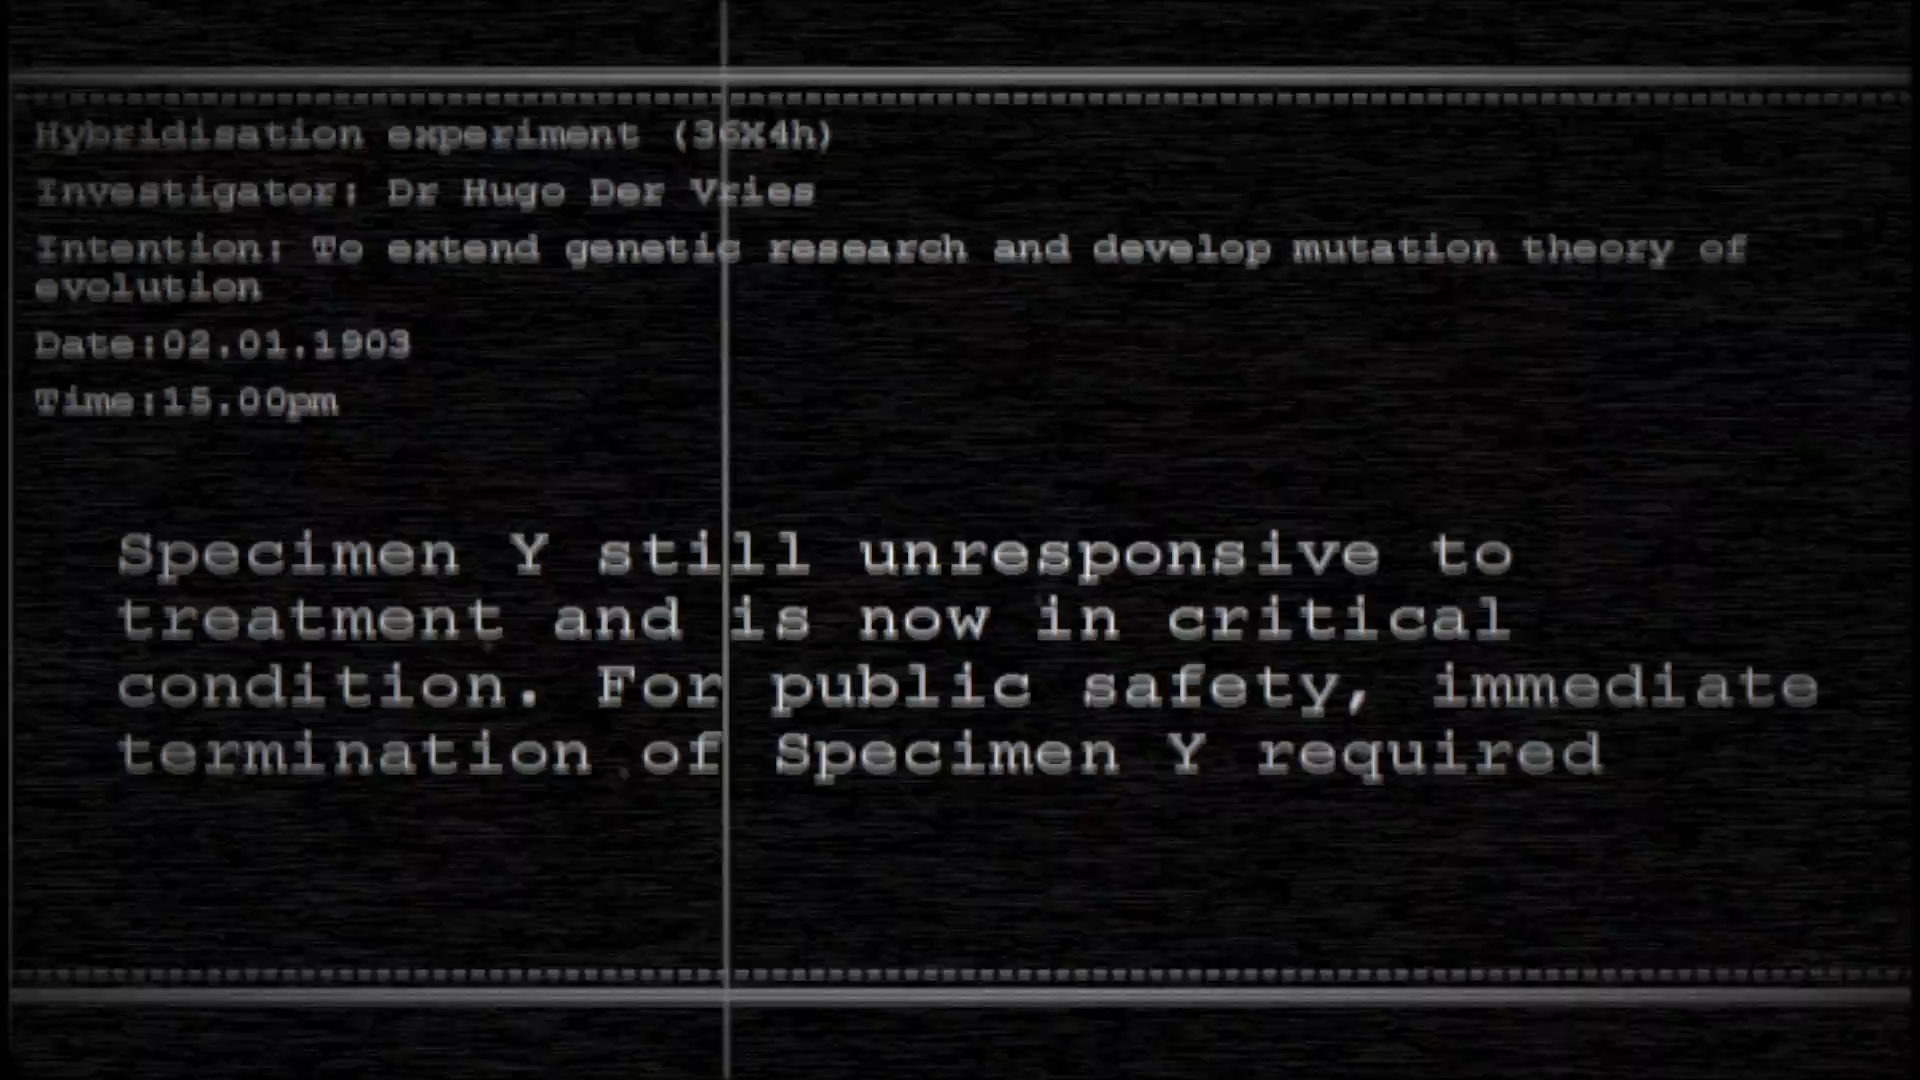 Hybridisation experiment (36X4h)
Investigator: Dr Hugo Der Vries
Intention: To extend genetic research and develop mutation theory of
evolution
Date:02.01.1903
Time:15.00pm
Specimen Y still unresponsive to
treatment and is now in critical
condition. For public safety, immediate
termination of Specimen Y required